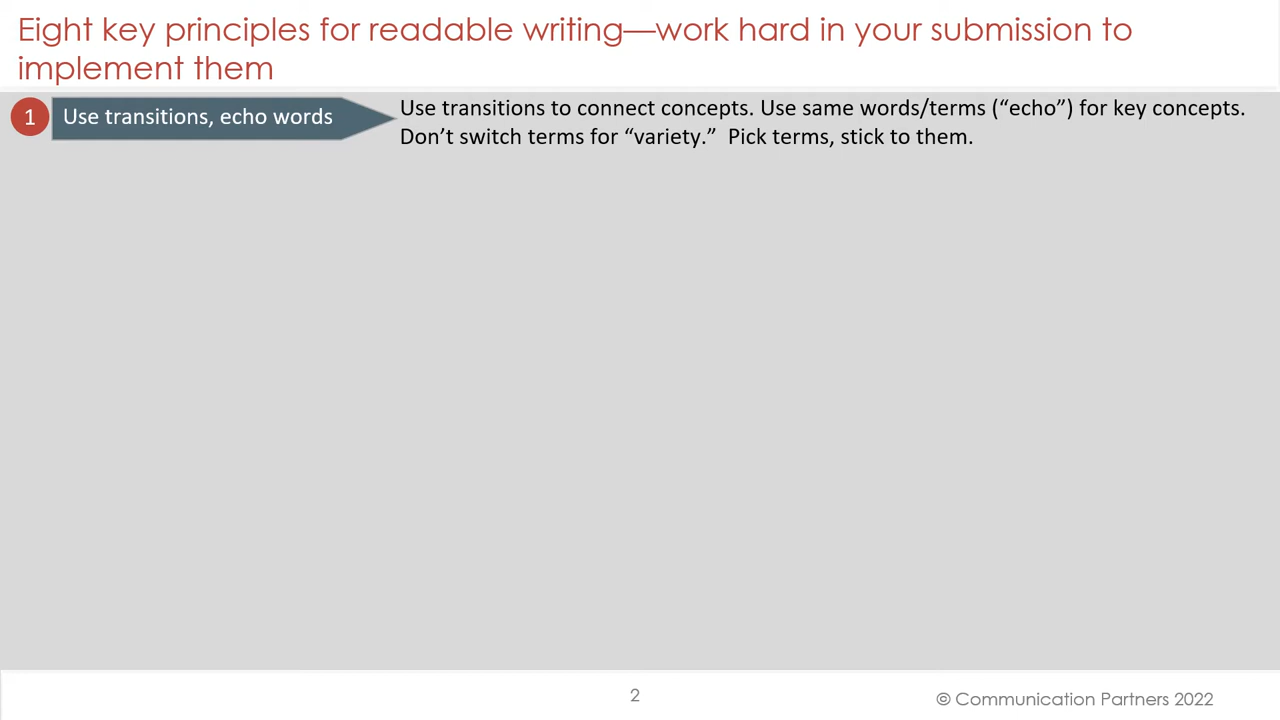 Eight key principles for readable writing—work hard in your submission to
implement them
1
Use transitions, echo words
Use transitions to connect concepts. Use same words/terms (“echo”) for key concepts.
Don’t switch terms for “variety.”  Pick terms, stick to them.
2
© Communication Partners 2022